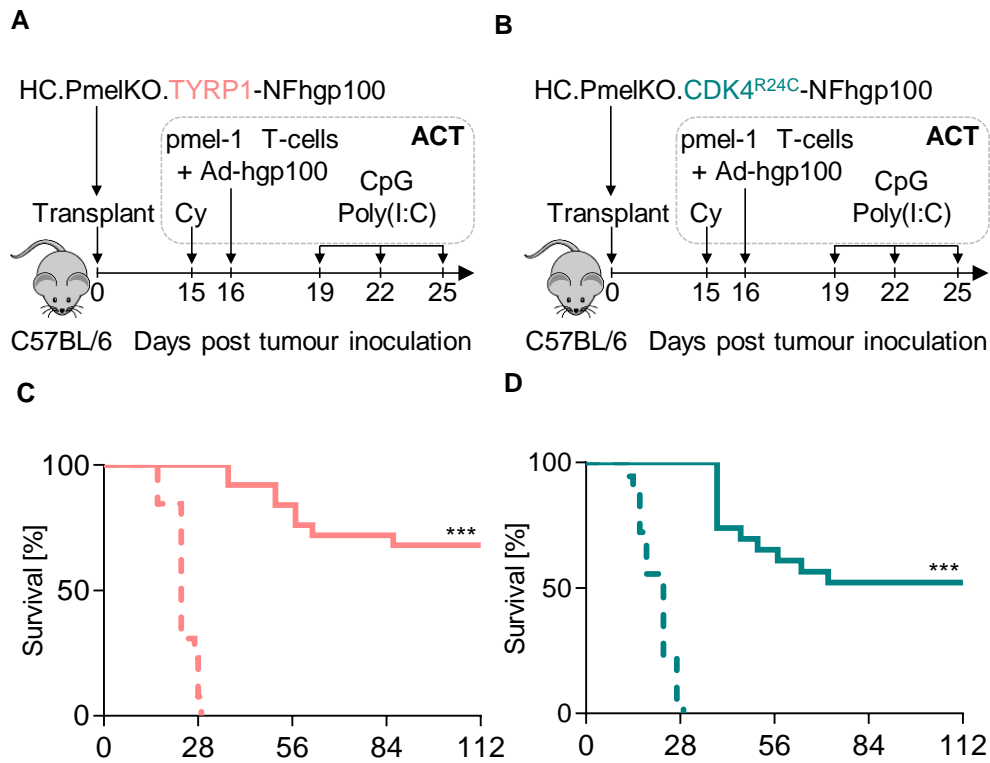 A
HC.PmelKO.TYRP1-NFhgp100
ACT
pmel-1 T-cells
+ Ad-hgp100
CpG
Transplant Cy Poly(I:C)
0 15 16 19 22 25
C57BL/6 Days post tumour inoculation
B
HC.PmelKO.CDK4R24C-NFhgp100
ACT
pmel-1 T-cells
+ Ad-hgp100
CpG
Transplant Cy Poly(I:C)
0 15 16 19 22 25
C57BL/6 Days post tumour inoculation
C
Survival [%]
100
50
0
***
0 28 56 84 112
D
Survival [%]
100
50
0
***
0 28 56 84 112